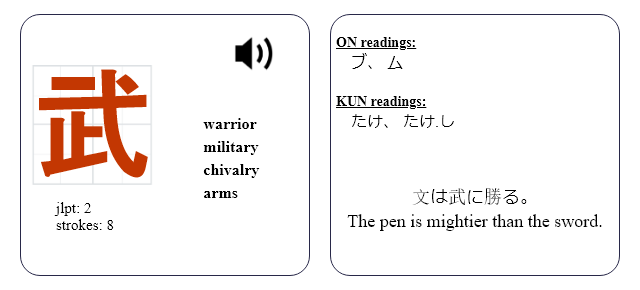 武
warrior
military
chivalry
arms
jlpt: 2
strokes: 8
ON readings:
ブ、 ム
KUN readings:
たけ、 たけ.し
文は武に勝る。
The pen is mightier than the sword.